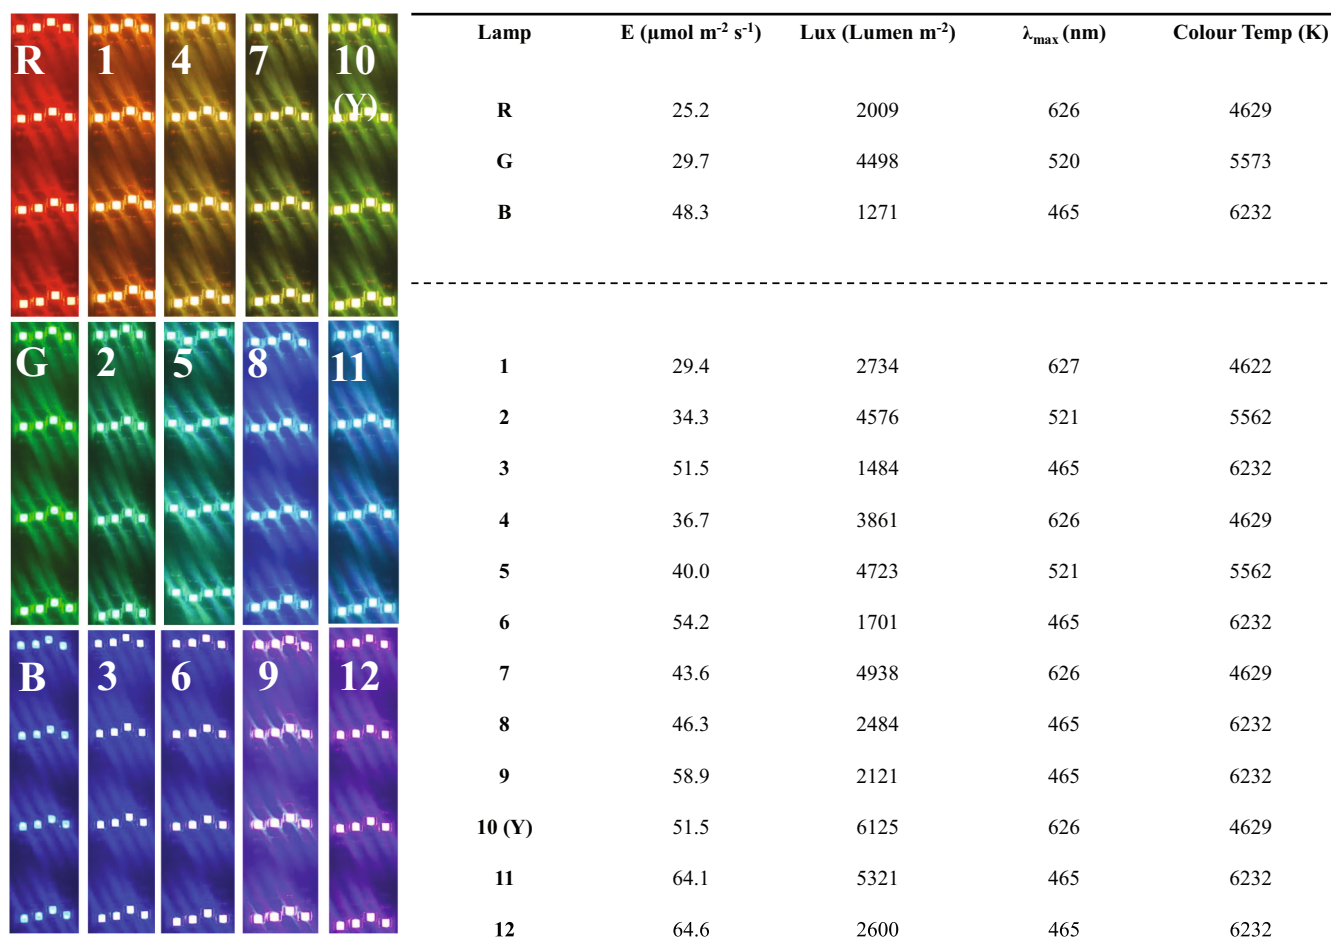 R 1 4 7 10
(Y)
G 2 5 8 11
B 3 6 9 12
Lamp E (μmol m⁻² s⁻¹) Lux (Lumen m⁻²) λmax (nm) Colour Temp (K)
R 25.2 2009 626 4629
G 29.7 4498 520 5573
B 48.3 1271 465 6232
1 29.4 2734 627 4622
2 34.3 4576 521 5562
3 51.5 1484 465 6232
4 36.7 3861 626 4629
5 40.0 4723 521 5562
6 54.2 1701 465 6232
7 43.6 4938 626 4629
8 46.3 2484 465 6232
9 58.9 2121 465 6232
10 (Y) 51.5 6125 626 4629
11 64.1 5321 465 6232
12 64.6 2600 465 6232